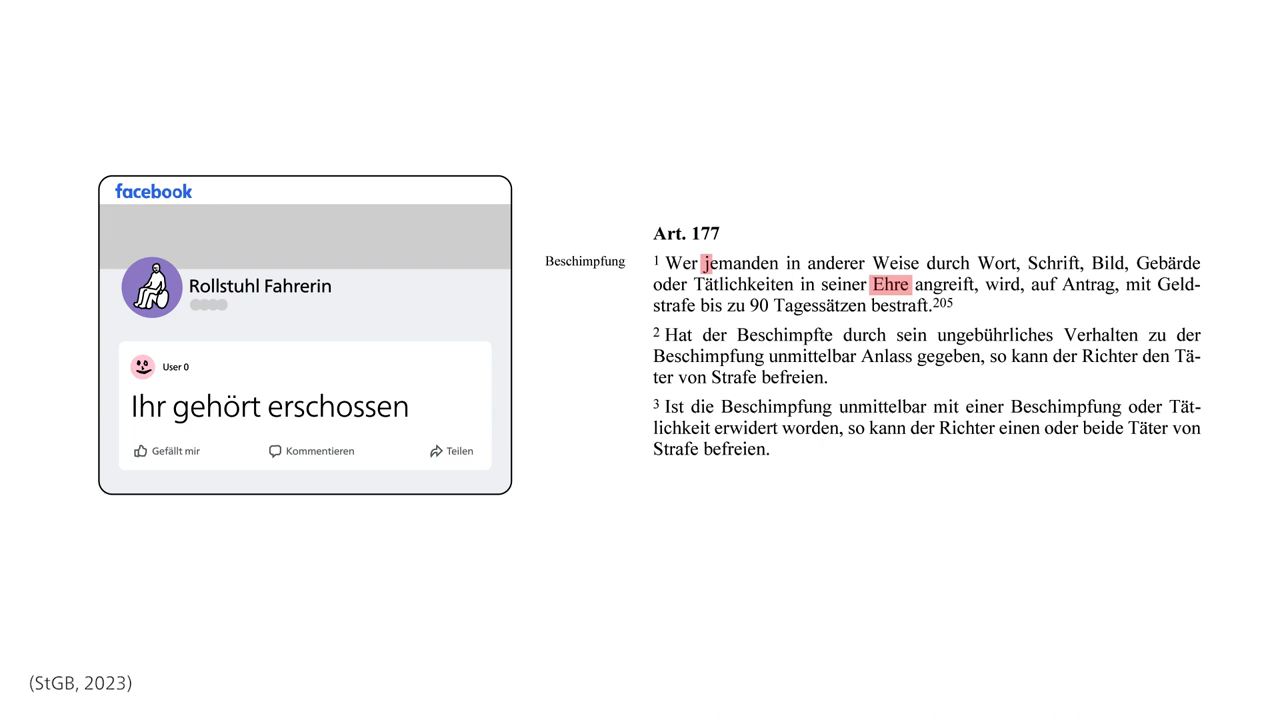 facebook
Rollstuhl Fahrerin
User 0
Ihr gehört erschossen
Gefällt mir
Kommentieren
Teilen
Art. 177
Beschimpfung
1 Wer jemanden in anderer Weise durch Wort, Schrift, Bild, Gebärde
oder Tätlichkeiten in seiner Ehre angreift, wird, auf Antrag, mit Geld-
strafe bis zu 90 Tagessätzen bestraft.205
2 Hat der Beschimpfte durch sein ungebührliches Verhalten zu der
Beschimpfung unmittelbar Anlass gegeben, so kann der Richter den Tä-
ter von Strafe befreien.
3 Ist die Beschimpfung unmittelbar mit einer Beschimpfung oder Tät-
lichkeit erwidert worden, so kann der Richter einen oder beide Täter von
Strafe befreien.
(StGB, 2023)